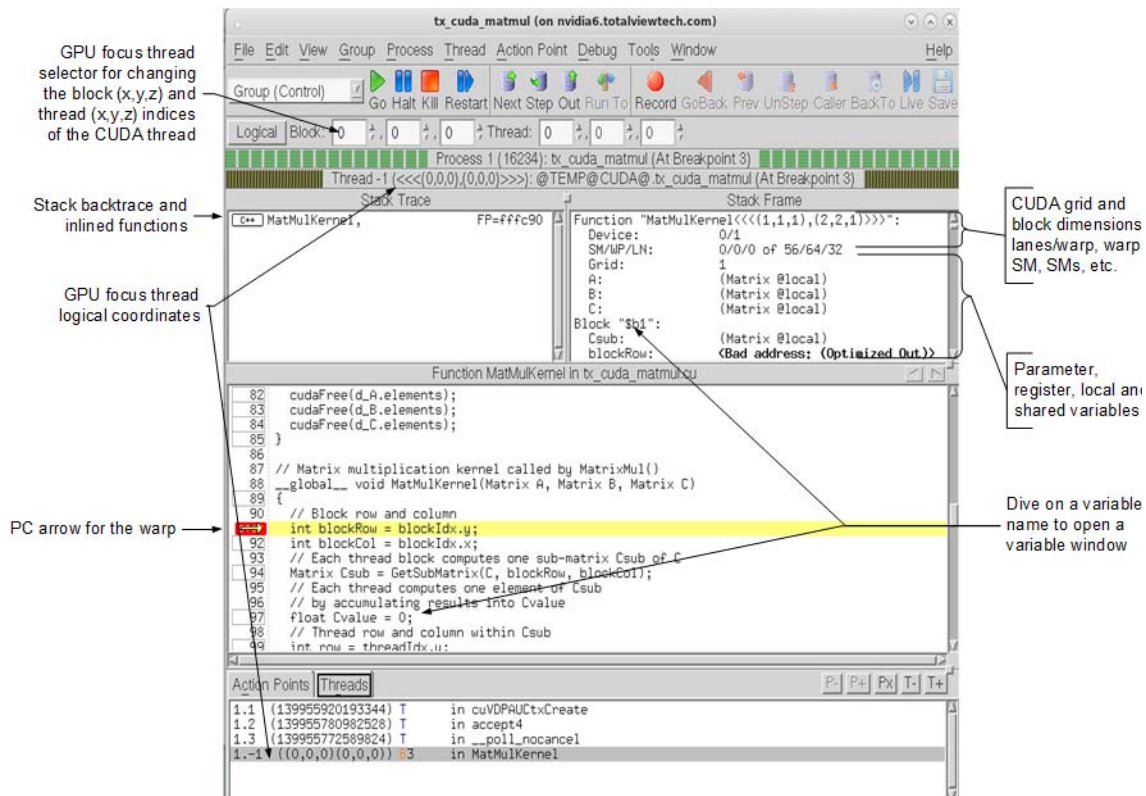 tx_cuda_matmul (on nvidia6.totalviewtech.com)
File Edit View Group Process Thread Action Point Debug Tools Window Help
Group (Control)
Go Halt Kill Restart Next Step Out Run To Record GoBack Prev UnStep Caller BackTo Live Save
Logical Block: 0 , 0 , 0 Thread: 0 , 0 , 0
Process 1 (16234): tx_cuda_matmul (At Breakpoint 3)
Thread -1 (<<<(0,0,0),(0,0,0)>>>): @TEMP@CUDA@.tx_cuda_matmul (At Breakpoint 3)
Stack Trace
C++ MatMulKernel, FP=fffc90
Stack Frame
Function "MatMulKernel<<<(1,1,1),(2,2,1)>>>":
Device: 0/1
SM/WP/LN: 0/0/0 of 56/64/32
Grid: 1
A: (Matrix @local)
B: (Matrix @local)
C: (Matrix @local)
Block "$b1":
Csub: (Matrix @local)
blockRow: <Bad address: (Optimized Out)>
Function MatMulKernel in tx_cuda_matmul.cu
82 cudaFree(d_A.elements);
83 cudaFree(d_B.elements);
84 cudaFree(d_C.elements);
85 }
86
87 // Matrix multiplication kernel called by MatrixMul()
88 __global__ void MatMulKernel(Matrix A, Matrix B, Matrix C)
89 {
90 // Block row and column
int blockRow = blockIdx.y;
92 int blockCol = blockIdx.x;
93 // Each thread block computes one sub-matrix Csub of C
94 Matrix Csub = GetSubMatrix(C, blockRow, blockCol);
95 // Each thread computes one element of Csub
96 // by accumulating results into Cvalue
97 float Cvalue = 0;
98 // Thread row and column within Csub
99 int row = threadIdx.y;
Action Points Threads P- P+ Px T- T+
1.1 (139955920193344) T in cuVDPAUCtxCreate
1.2 (139955780982528) T in accept4
1.3 (139955772589824) T in __poll_nocancel
1.-1 ((0,0,0)(0,0,0)) B3 in MatMulKernel
GPU focus thread
selector for changing
the block (x,y,z) and
thread (x,y,z) indices
of the CUDA thread
Stack backtrace and
inlined functions
GPU focus thread
logical coordinates
PC arrow for the warp
CUDA grid and
block dimensions
lanes/warp, warp
SM, SMs, etc.
Parameter,
register, local and
shared variables
Dive on a variable
name to open a
variable window